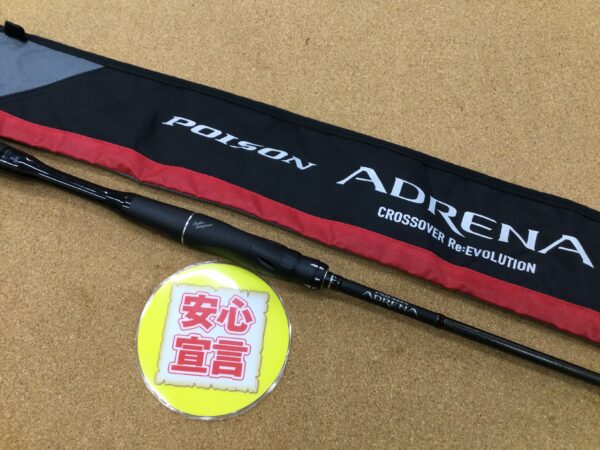 POISON ADRENA
CROSSOVER Re:EVOLUTION
ADRENA
安心
宣言